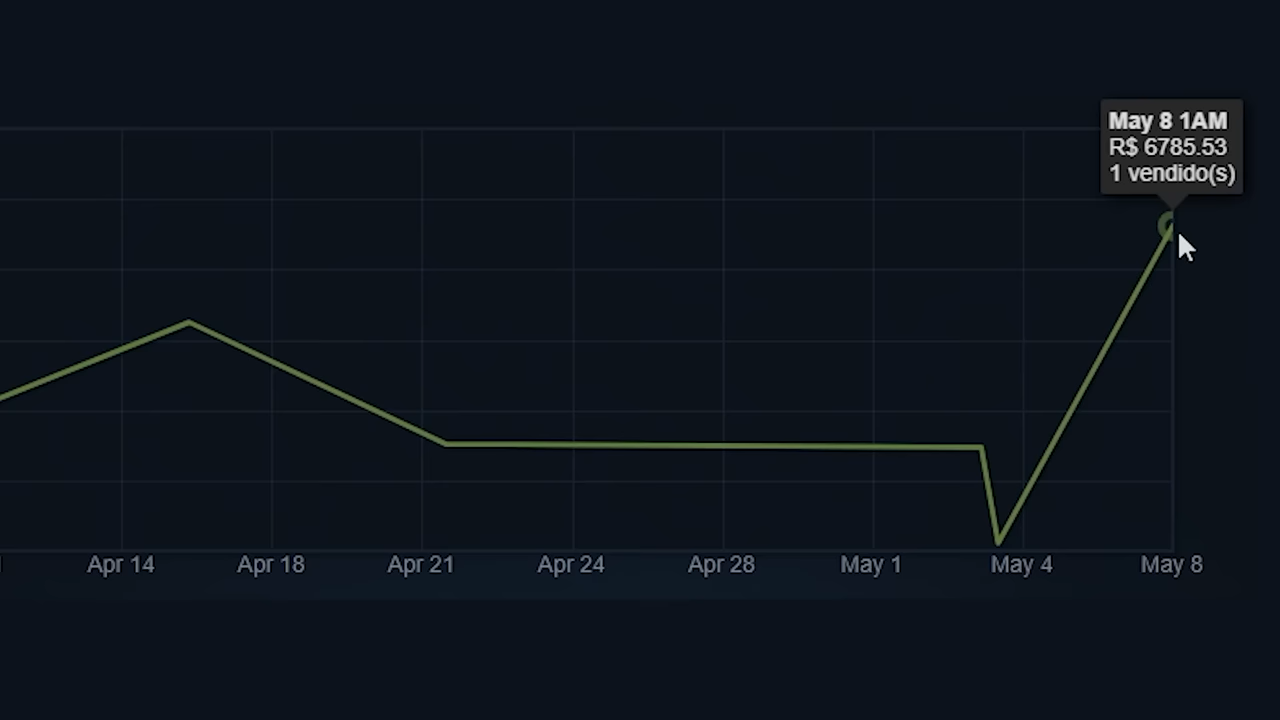 May 8 1AM
R$ 6785.53
1 vendido(s)
Apr 14
Apr 18
Apr 21
Apr 24
Apr 28
May 1
May 4
May 8